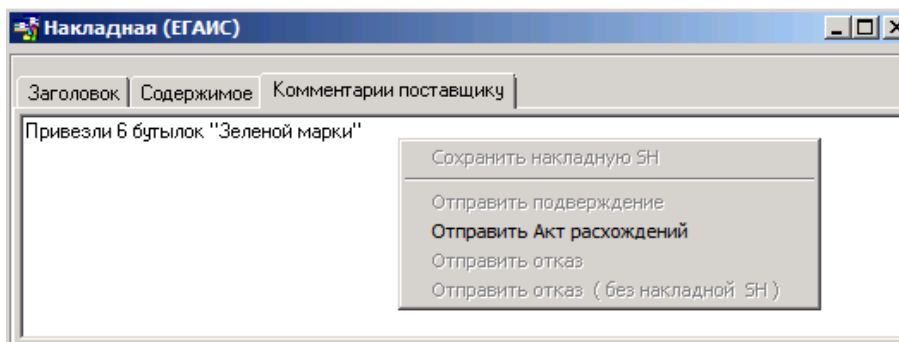 Накладная (ЕГАИС)
Заголовок Содержимое Комментарии поставщику
Привезли 6 бутылок "Зеленой марки"
Сохранить накладную SH
Отправить подверждение
Отправить Акт расхождений
Отправить отказ
Отправить отказ ( без накладной SH )